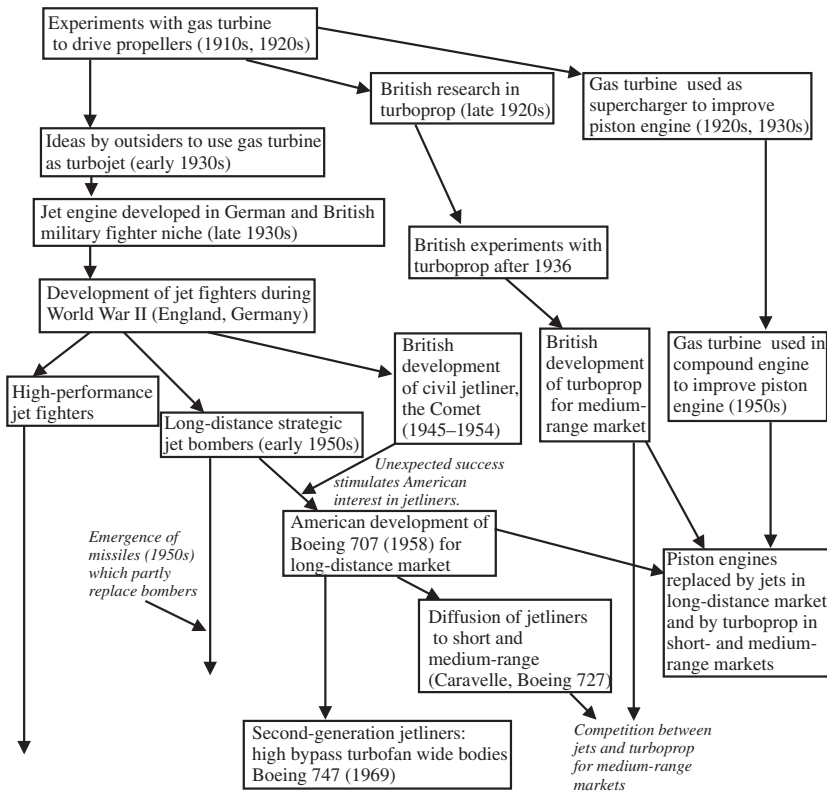 Experiments with gas turbine
to drive propellers (1910s, 1920s)
British research in
turboprop (late 1920s)
Gas turbine used as
supercharger to improve
piston engine (1920s, 1930s)
Ideas by outsiders to use gas turbine
as turbojet (early 1930s)
Jet engine developed in German and British
military fighter niche (late 1930s)
British experiments with
turboprop after 1936
Development of jet fighters during
World War II (England, Germany)
British
development
of civil jetliner,
the Comet
(1945–1954)
British
development
of turboprop
for medium-
range market
Gas turbine used in
compound engine
to improve piston
engine (1950s)
High-performance
jet fighters
Long-distance strategic
jet bombers (early 1950s)
Unexpected success
stimulates American
interest in jetliners.
Emergence of
missiles (1950s)
which partly
replace bombers
American development of
Boeing 707 (1958) for
long-distance market
Piston engines
replaced by jets in
long-distance market
and by turboprop in
short- and medium-
range markets
Diffusion of jetliners
to short and
medium-range
(Caravelle, Boeing 727)
Second-generation jetliners:
high bypass turbofan wide bodies
Boeing 747 (1969)
Competition between
jets and turboprop
for medium-range
markets